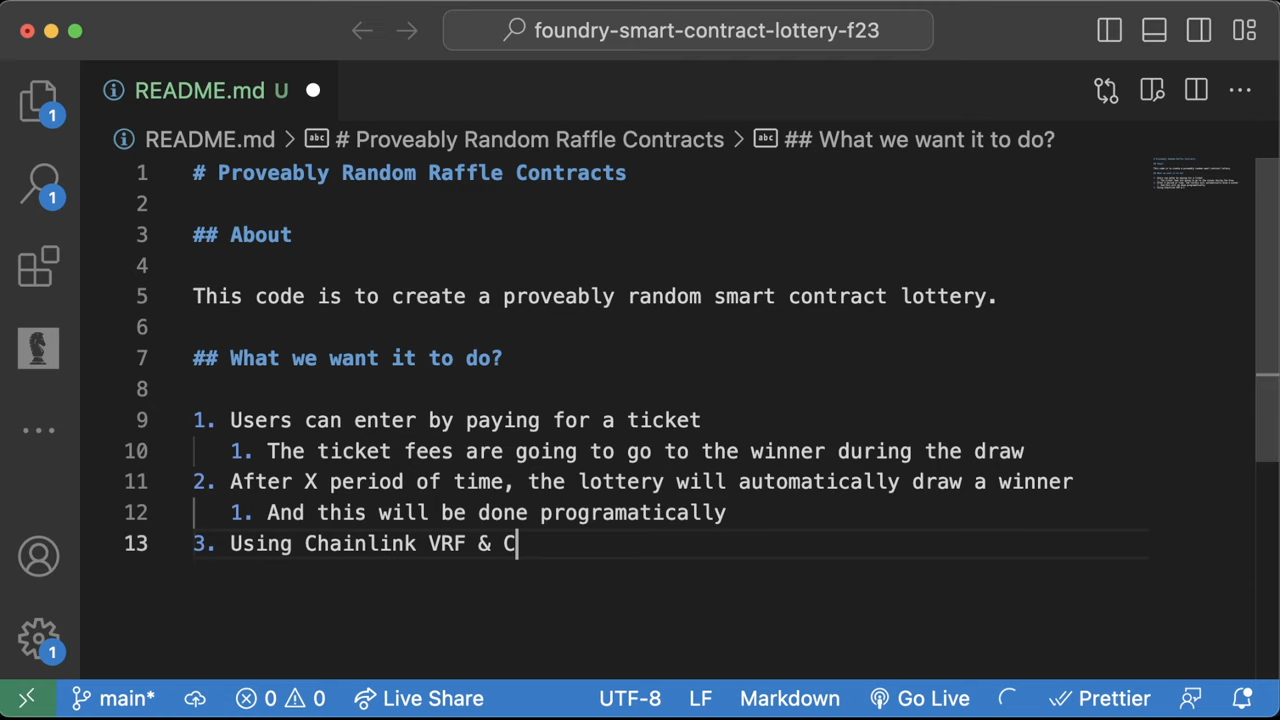 foundry-smart-contract-lottery-f23
README.md U
README.md > # Proveably Random Raffle Contracts > ## What we want it to do?
1 # Proveably Random Raffle Contracts
2
3 ## About
4
5 This code is to create a proveably random smart contract lottery.
6
7 ## What we want it to do?
8
9 1. Users can enter by paying for a ticket
10 1. The ticket fees are going to go to the winner during the draw
11 2. After X period of time, the lottery will automatically draw a winner
12 1. And this will be done programatically
13 3. Using Chainlink VRF & C
1
1
1
main* 0 0 Live Share UTF-8 LF Markdown Go Live Prettier